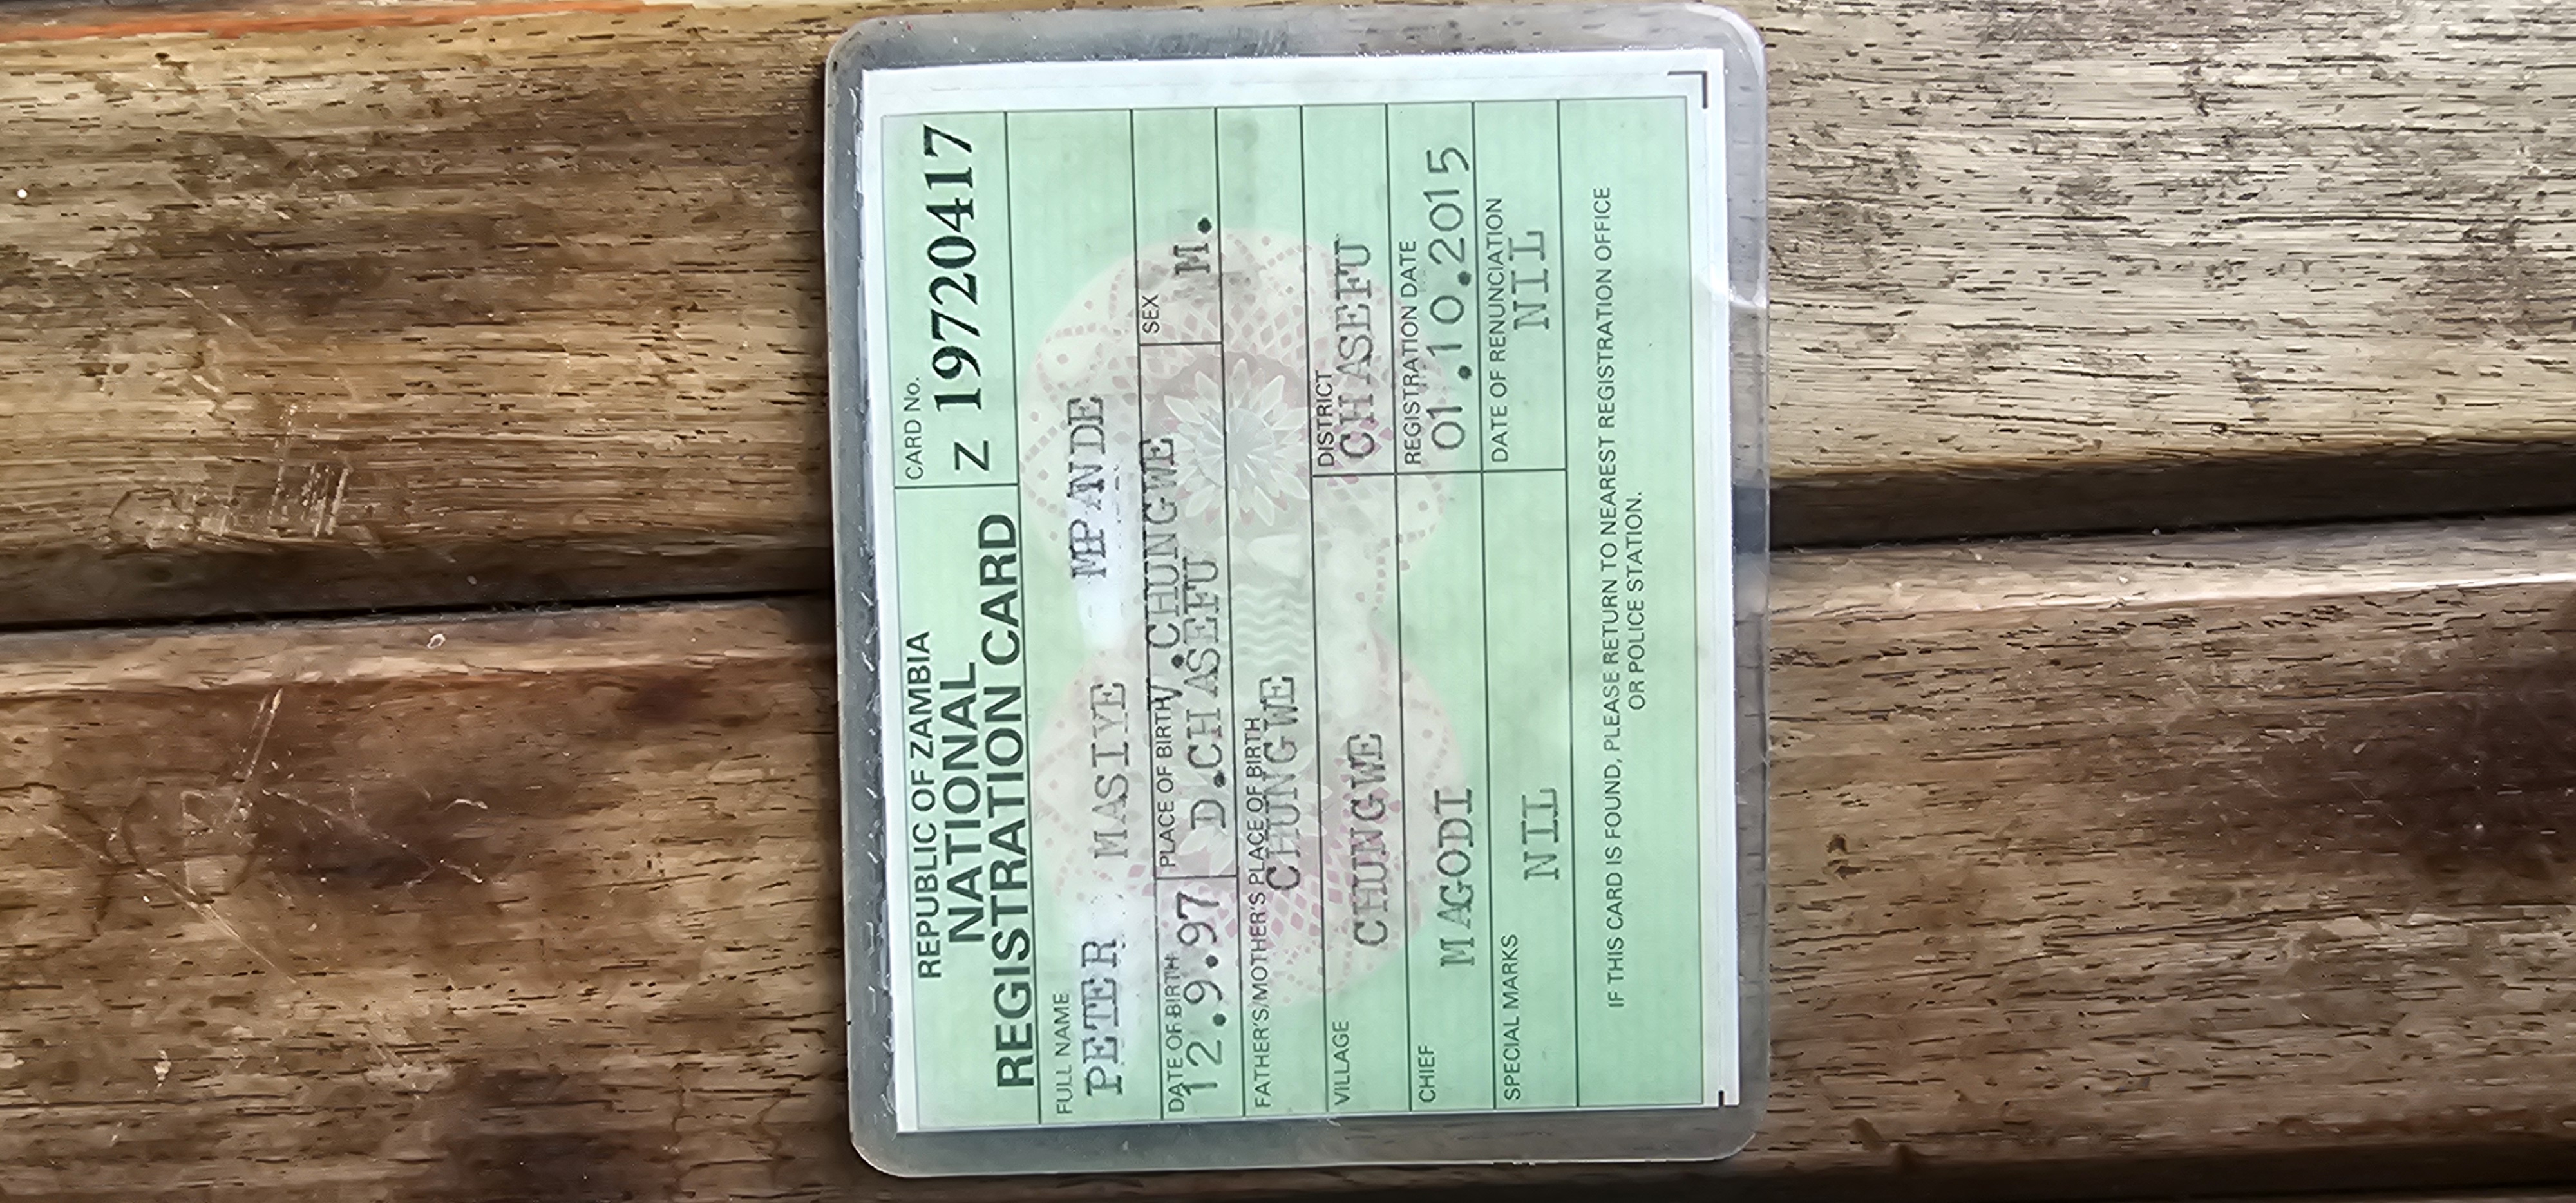 REPUBLIC OF ZAMBIA
NATIONAL
REGISTRATION CARD
CARD No.
Z 19720417
FULL NAME
PETER MASIYE MPANDE
DATE OF BIRTH
12.9.97
PLACE OF BIRTH V.CHUNGWE
D.CHASEFU
SEX
M.
FATHER'S/MOTHER'S PLACE OF BIRTH
CHUNGWE
VILLAGE
CHUNGWE
DISTRICT
CHASEFU
CHIEF
MAGODI
REGISTRATION DATE
01.10.2015
SPECIAL MARKS
NIL
DATE OF RENUNCIATION
NIL
IF THIS CARD IS FOUND, PLEASE RETURN TO NEAREST REGISTRATION OFFICE
OR POLICE STATION.